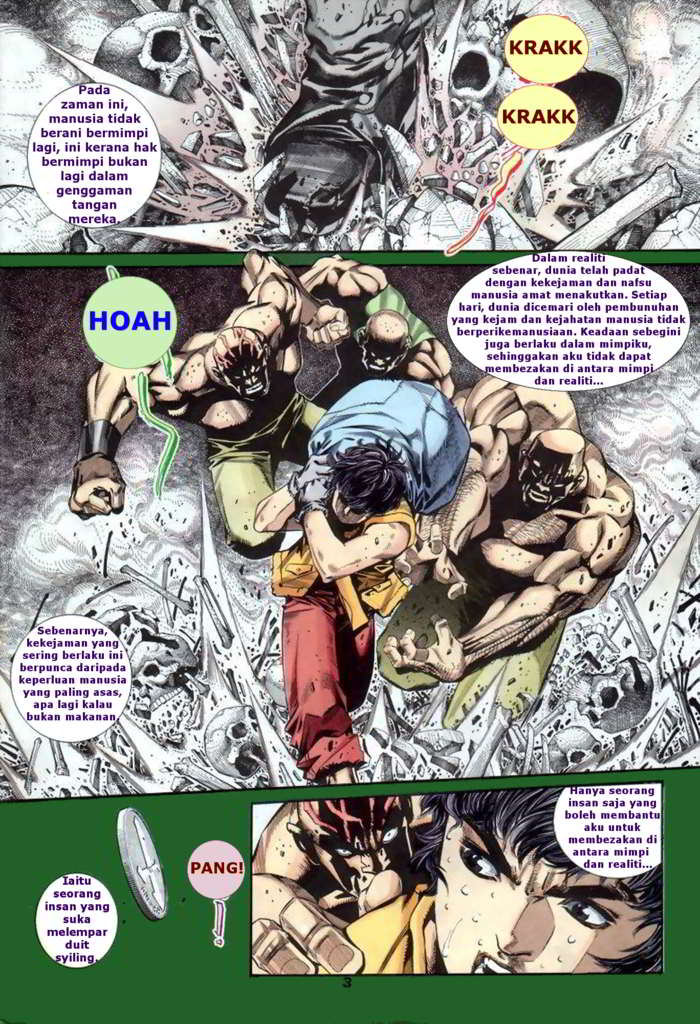 KRAKK
KRAKK
Pada
zaman ini,
manusia tidak
berani bermimpi
lagi, ini kerana hak
bermimpi bukan
lagi dalam
genggaman
tangan
mereka.
HOAH
Dalam realiti
sebenar, dunia telah padat
dengan kekejaman dan nafsu
manusia amat menakutkan. Setiap
hari, dunia dicemari oleh pembunuhan
yang kejam dan kejahatan manusia tidak
berperikemanusiaan. Keadaan sebegini
juga berlaku dalam mimpiku,
sehinggakan aku tidak dapat
membezakan di antara mimpi
dan realiti...
Sebenarnya,
kekejaman yang
sering berlaku ini
berpunca daripada
keperluan manusia
yang paling asas,
apa lagi kalau
bukan makanan.
Hanya seorang
insan saja yang
boleh membantu
aku untuk
membezakan di
antara mimpi
dan realiti...
PANG!
Iaitu
seorang
insan yang
suka
melempar
duit
syiling.
3